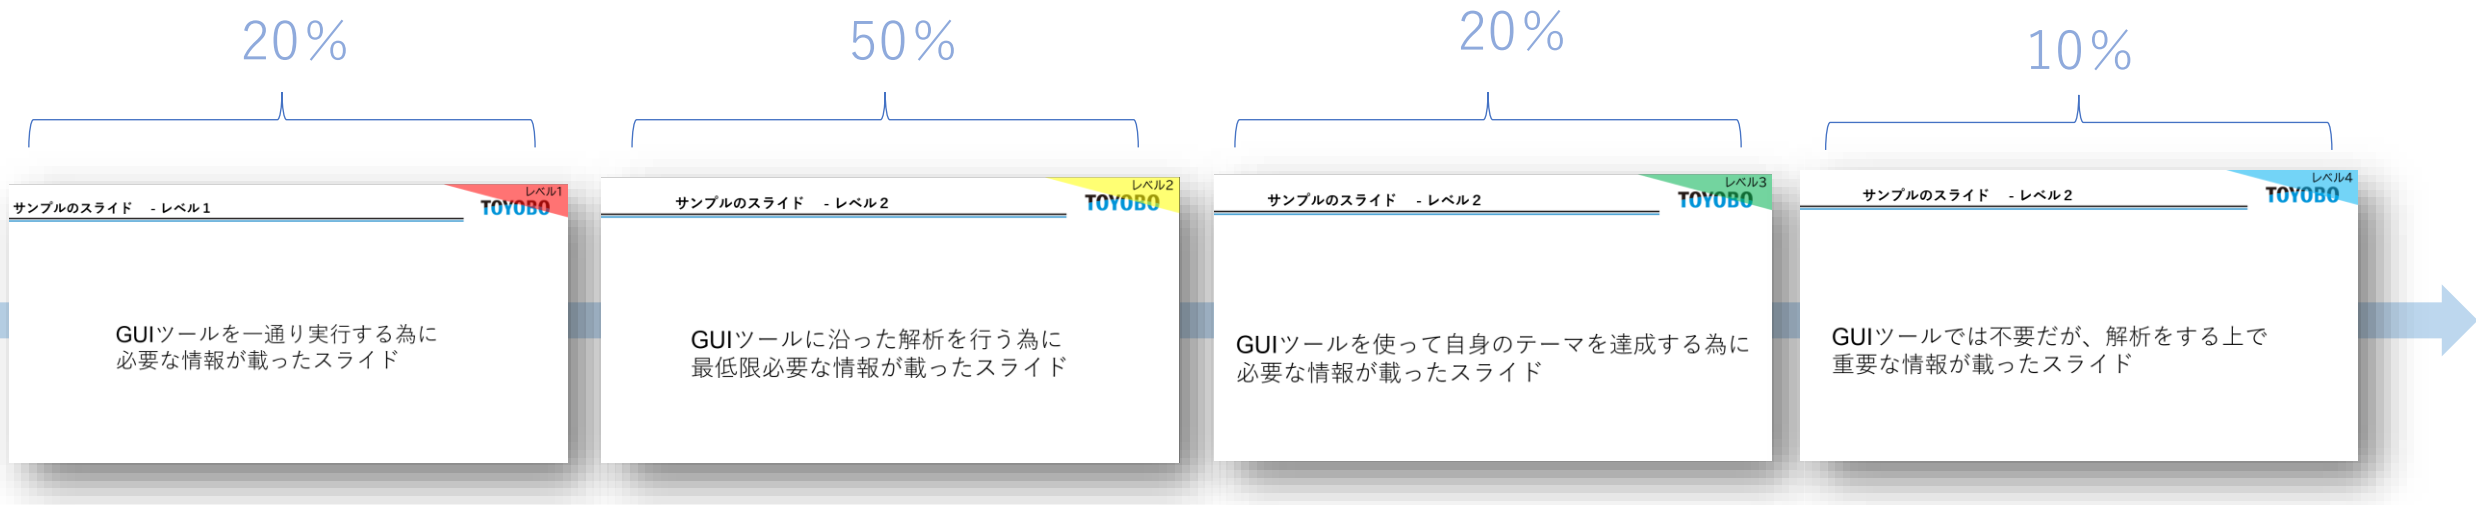 20%
50%
20%
10%
レベル1
サンプルのスライド　- レベル１
TOYOBO
GUIツールを一通り実行する為に
必要な情報が載ったスライド
レベル2
サンプルのスライド　- レベル２
TOYOBO
GUIツールに沿った解析を行う為に
最低限必要な情報が載ったスライド
レベル3
サンプルのスライド　- レベル２
TOYOBO
GUIツールを使って自身のテーマを達成する為に
必要な情報が載ったスライド
レベル4
サンプルのスライド　- レベル２
TOYOBO
GUIツールでは不要だが、解析をする上で
重要な情報が載ったスライド